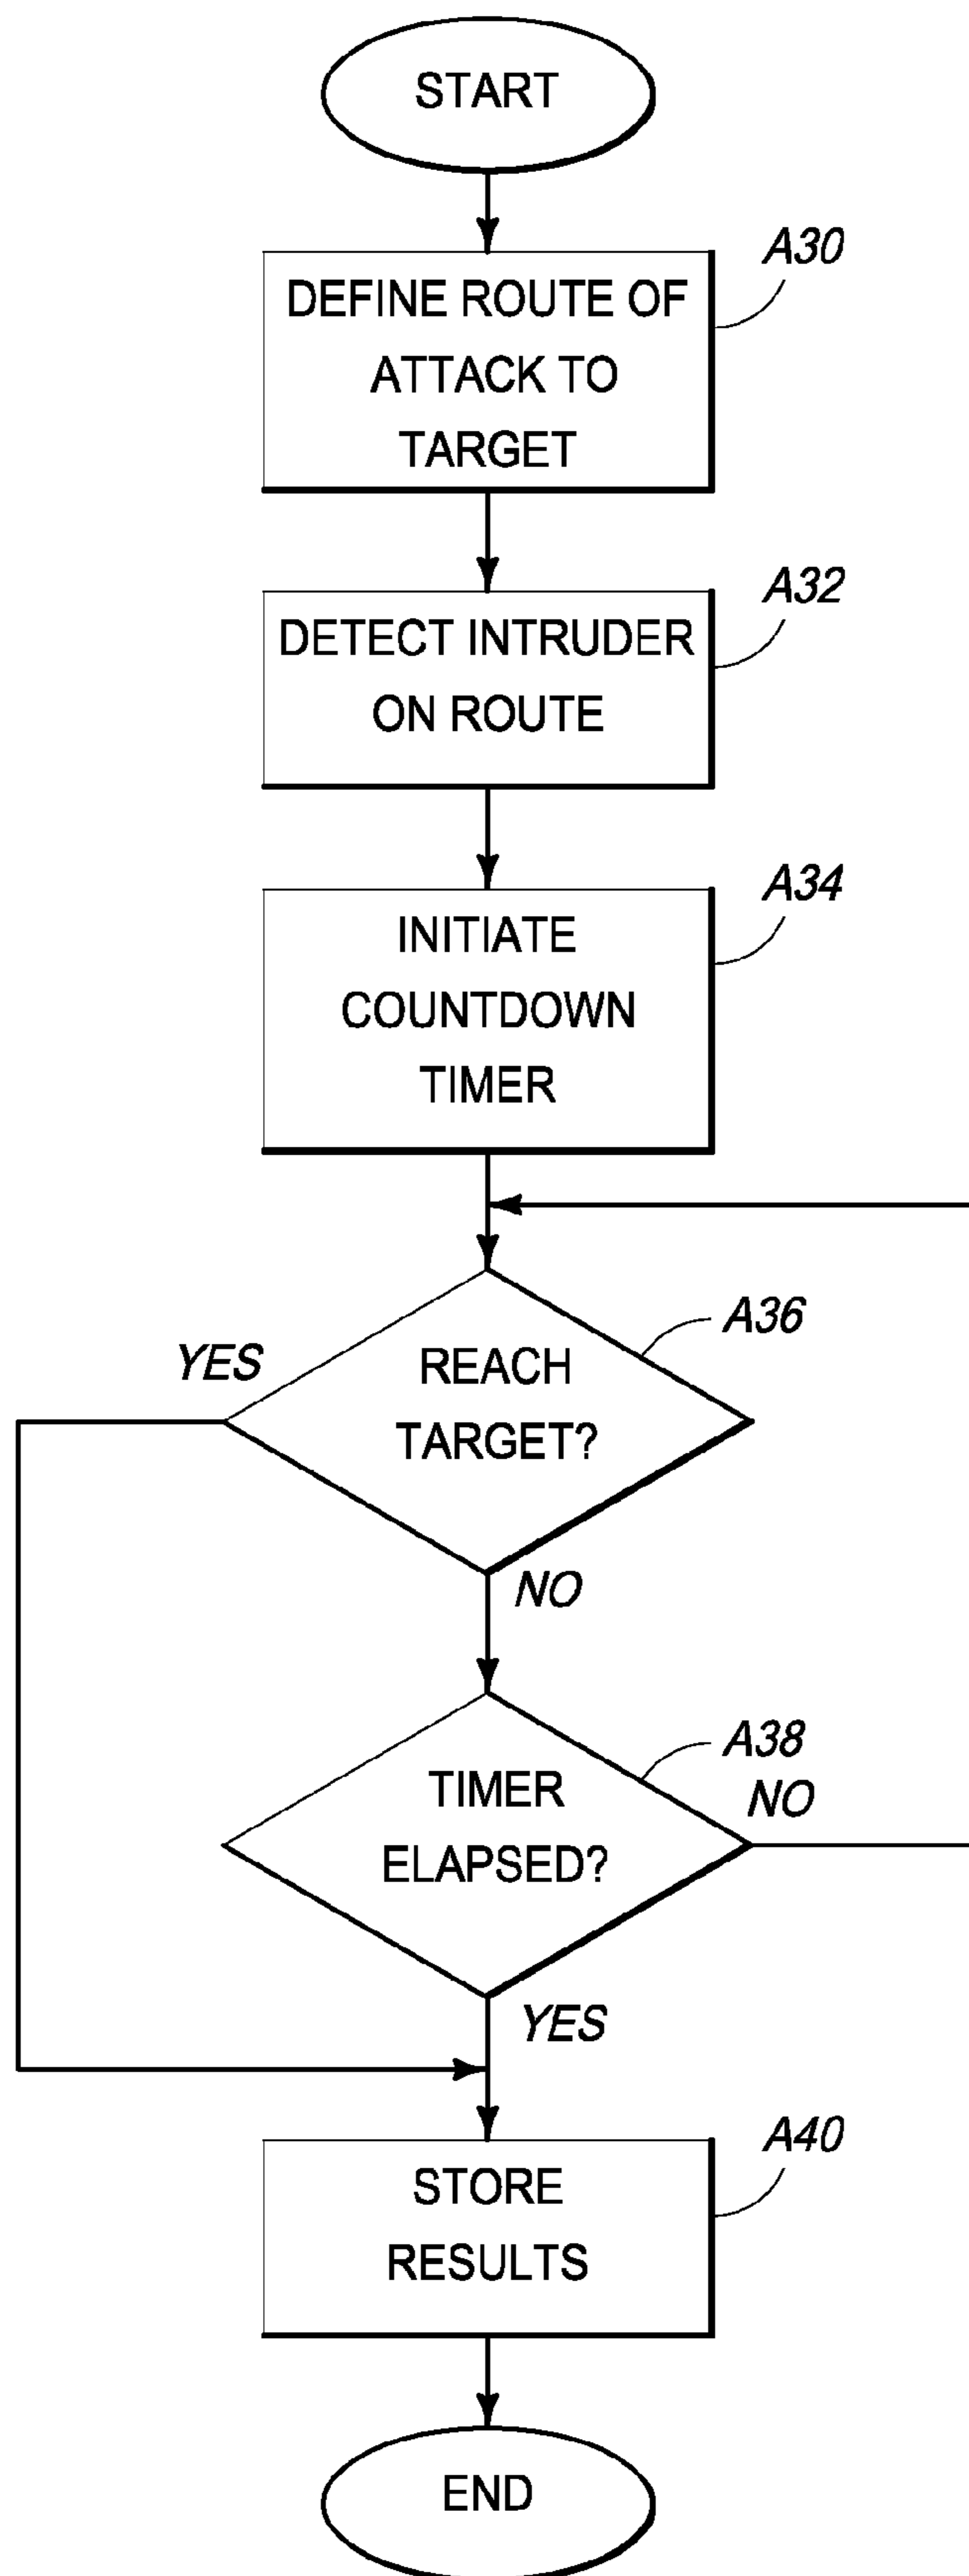 START
A30
DEFINE ROUTE OF
ATTACK TO
TARGET
A32
DETECT INTRUDER
ON ROUTE
A34
INITIATE
COUNTDOWN
TIMER
A36
YES
REACH
TARGET?
NO
A38
TIMER
NO
ELAPSED?
YES
A40
STORE
RESULTS
END